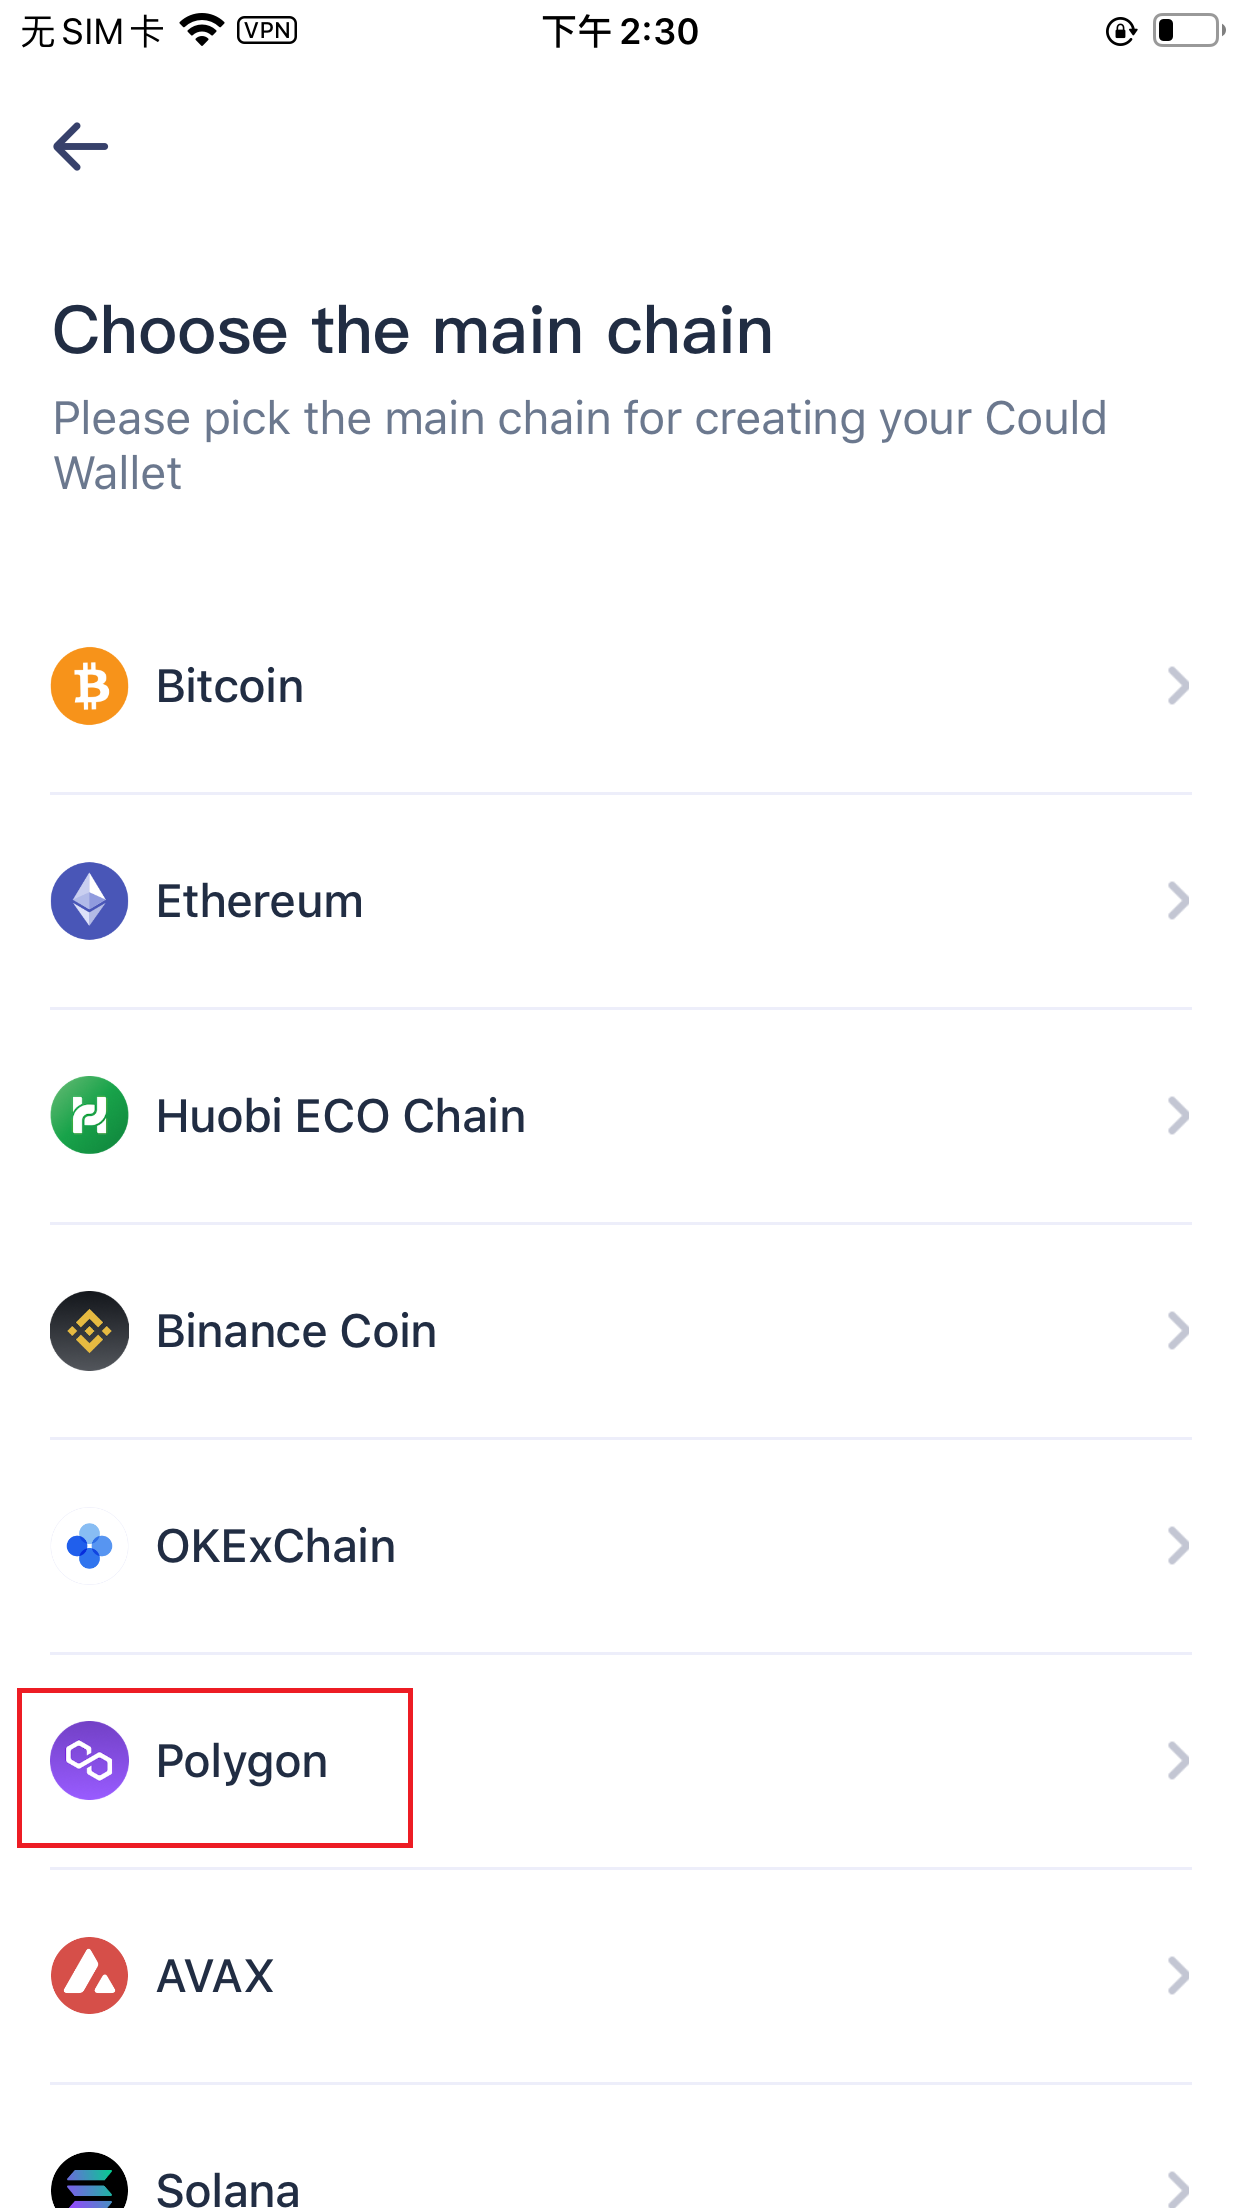 无 SIM 卡 VPN 下午 2:30
Choose the main chain
Please pick the main chain for creating your Could
Wallet
Bitcoin
Ethereum
Huobi ECO Chain
Binance Coin
OKExChain
Polygon
AVAX
Solana